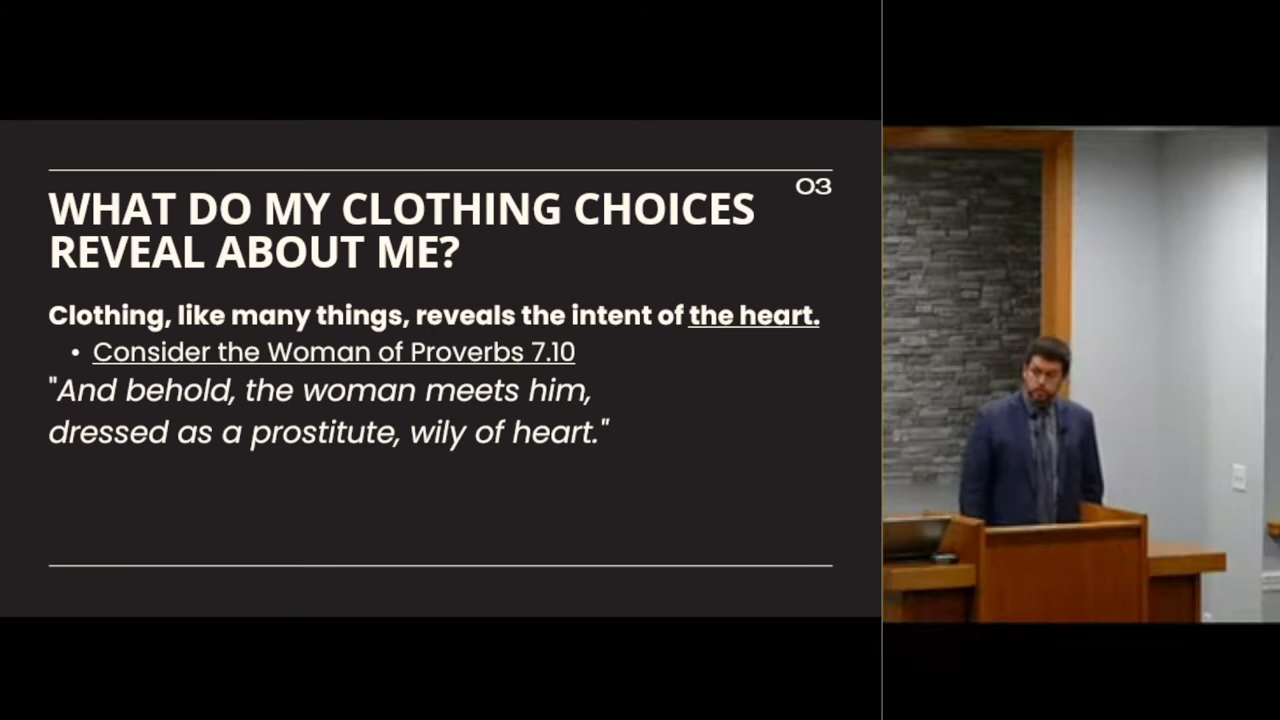 03
WHAT DO MY CLOTHING CHOICES
REVEAL ABOUT ME?
Clothing, like many things, reveals the intent of the heart.
• Consider the Woman of Proverbs 7.10
"And behold, the woman meets him,
dressed as a prostitute, wily of heart."